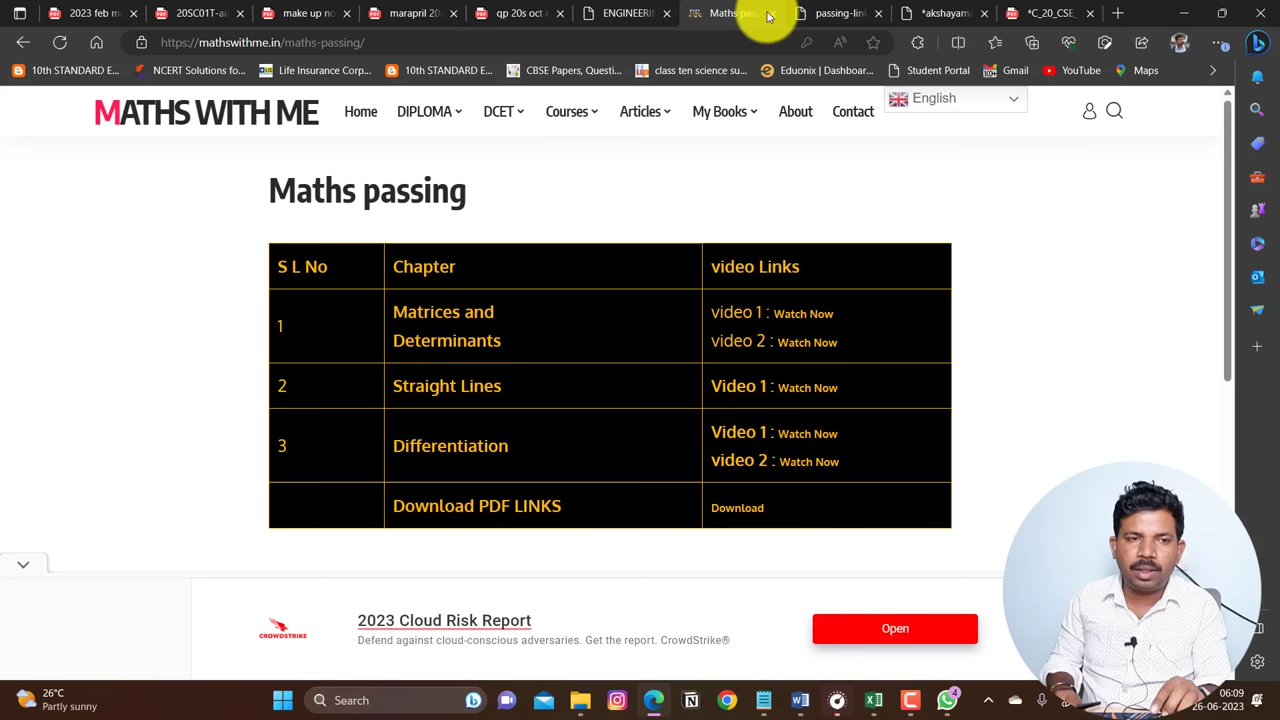 2023 feb m
20SC01T-au
make up no
marapril 20
qp 20s oct
ENGINEERIN
Maths pas
passing-lin
*akshayam
*C_20_CSE_
https://mathswithme.in/maths-passing/
10th STANDARD E...
NCERT Solutions fo...
Life Insurance Corp...
10th STANDARD E...
CBSE Papers, Questi...
class ten science su...
Eduonix | Dashboar...
Student Portal
Gmail
YouTube
Maps
MATHS WITH ME
Home
DIPLOMA
DCET
Courses
Articles
My Books
About
Contact
English
Maths passing
S L No
Chapter
video Links
1
Matrices and
Determinants
video 1 : Watch Now
video 2 : Watch Now
2
Straight Lines
Video 1 : Watch Now
3
Differentiation
Video 1 : Watch Now
video 2 : Watch Now
Download PDF LINKS
Download
CROWDSTRIKE
2023 Cloud Risk Report
Defend against cloud-conscious adversaries. Get the report. CrowdStrike®
Open
26°C
Partly sunny
Search
4
06:09
26-06-2023